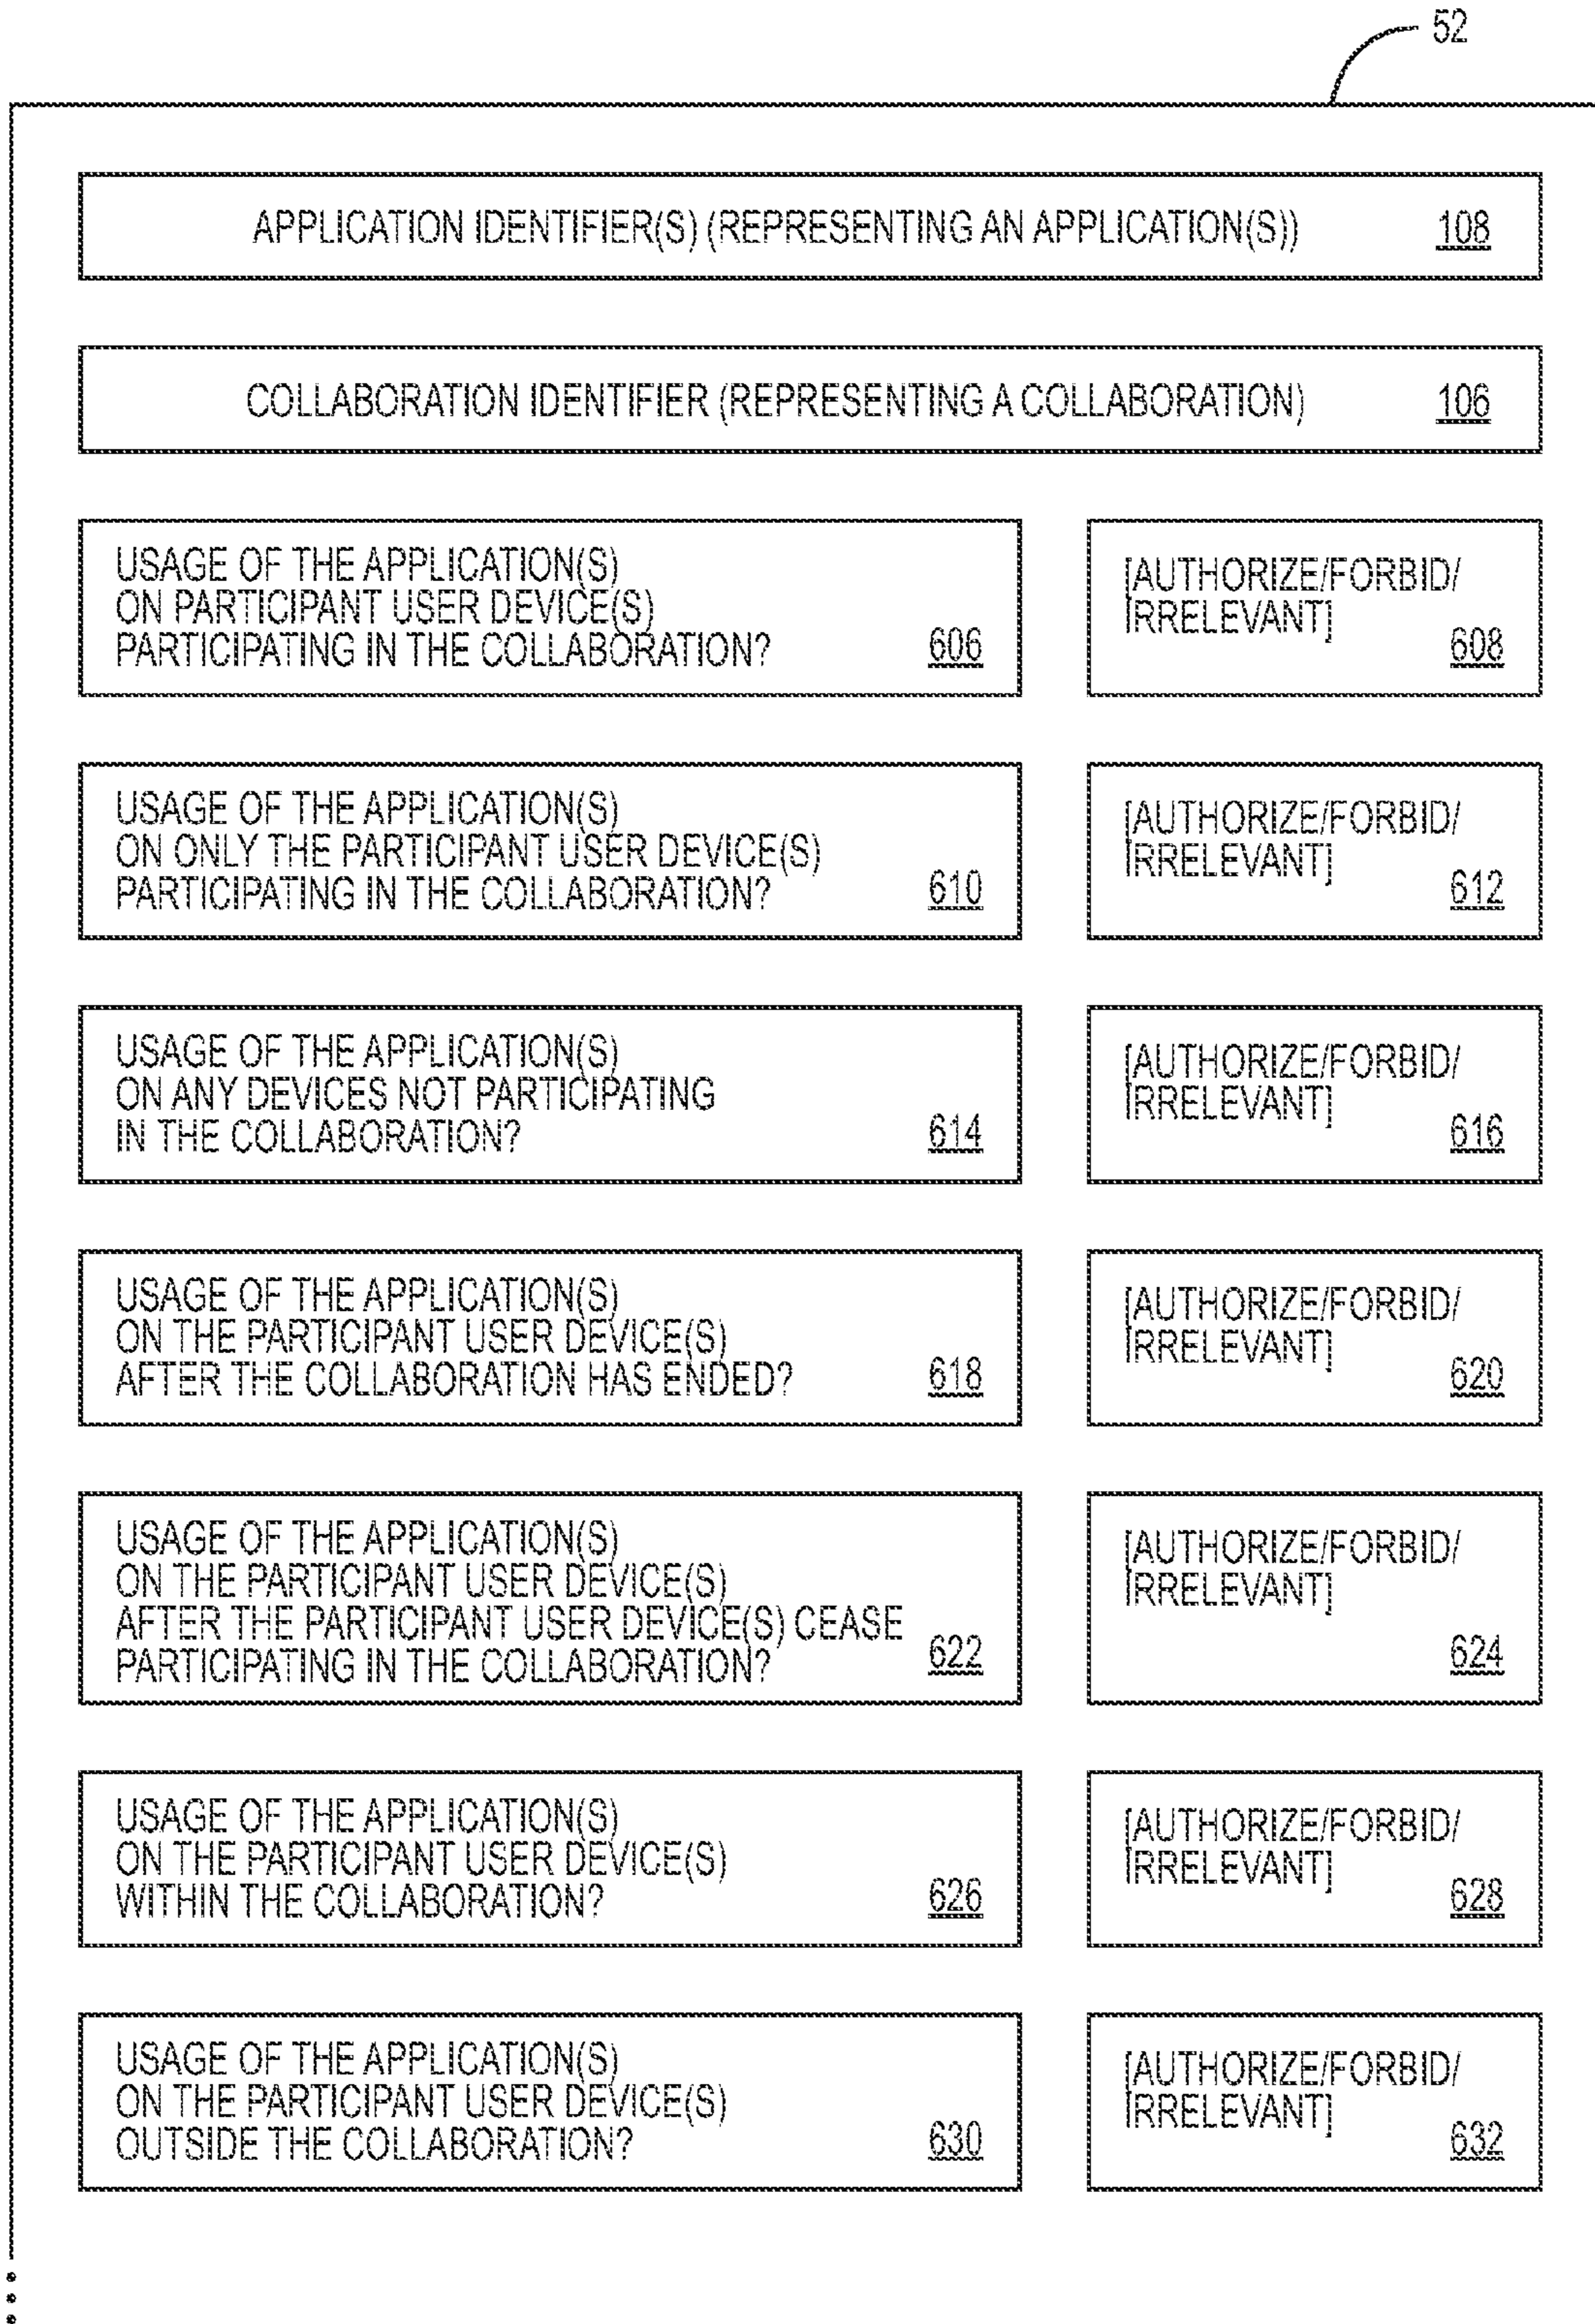 52
APPLICATION IDENTIFIER(S) (REPRESENTING AN APPLICATION(S)) 108
COLLABORATION IDENTIFIER (REPRESENTING A COLLABORATION) 106
USAGE OF THE APPLICATION(S)
ON PARTICIPANT USER DEVICE(S)
PARTICIPATING IN THE COLLABORATION? 606
[AUTHORIZE/FORBID/
IRRELEVANT]
608
USAGE OF THE APPLICATION(S)
ON ONLY THE PARTICIPANT USER DEVICE(S)
PARTICIPATING IN THE COLLABORATION? 610
[AUTHORIZE/FORBID/
IRRELEVANT]
612
USAGE OF THE APPLICATION(S)
ON ANY DEVICES NOT PARTICIPATING
IN THE COLLABORATION? 614
[AUTHORIZE/FORBID/
IRRELEVANT]
616
USAGE OF THE APPLICATION(S)
ON THE PARTICIPANT USER DEVICE(S)
AFTER THE COLLABORATION HAS ENDED? 618
[AUTHORIZE/FORBID/
IRRELEVANT]
620
USAGE OF THE APPLICATION(S)
ON THE PARTICIPANT USER DEVICE(S)
AFTER THE PARTICIPANT USER DEVICE(S) CEASE
PARTICIPATING IN THE COLLABORATION? 622
[AUTHORIZE/FORBID/
IRRELEVANT]
624
USAGE OF THE APPLICATION(S)
ON THE PARTICIPANT USER DEVICE(S)
WITHIN THE COLLABORATION? 626
[AUTHORIZE/FORBID/
IRRELEVANT]
628
USAGE OF THE APPLICATION(S)
ON THE PARTICIPANT USER DEVICE(S)
OUTSIDE THE COLLABORATION? 630
[AUTHORIZE/FORBID/
IRRELEVANT]
632